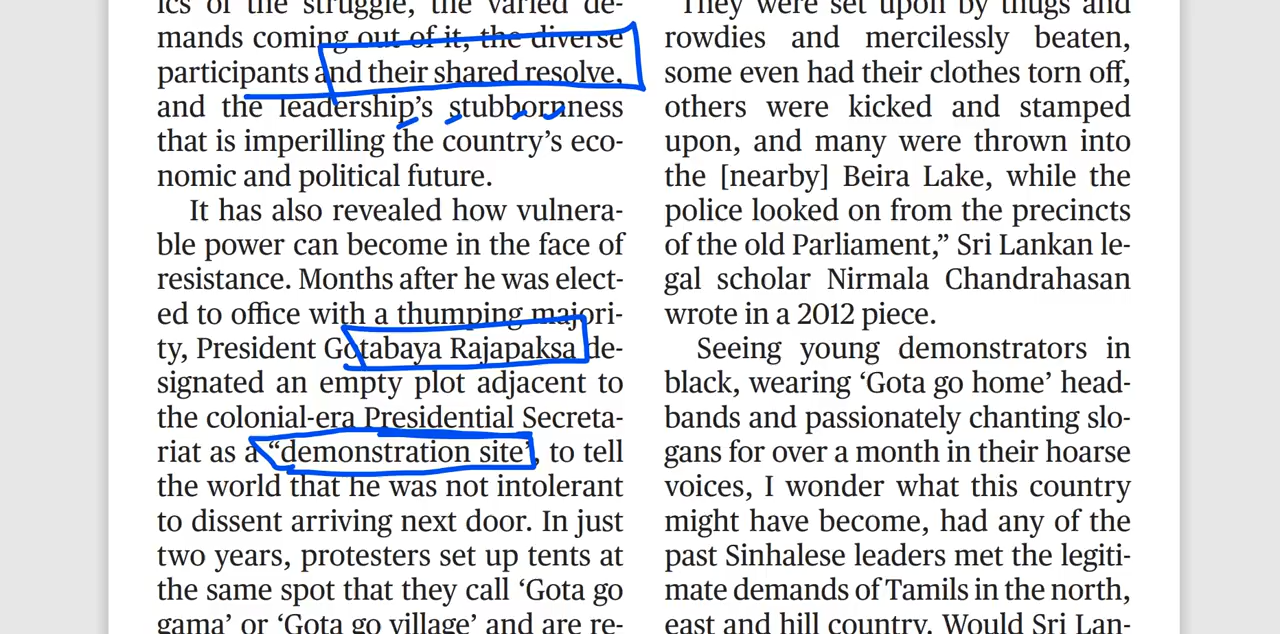 ics of the struggle, the varied de-
mands coming out of it, the diverse
participants and their shared resolve,
and the leadership’s stubbornness
that is imperilling the country’s eco-
nomic and political future.
It has also revealed how vulnera-
ble power can become in the face of
resistance. Months after he was elect-
ed to office with a thumping majori-
ty, President Gotabaya Rajapaksa de-
signated an empty plot adjacent to
the colonial-era Presidential Secreta-
riat as a “demonstration site”, to tell
the world that he was not intolerant
to dissent arriving next door. In just
two years, protesters set up tents at
the same spot that they call ‘Gota go
gama’ or ‘Gota go village’ and are re-
They were set upon by thugs and
rowdies and mercilessly beaten,
some even had their clothes torn off,
others were kicked and stamped
upon, and many were thrown into
the [nearby] Beira Lake, while the
police looked on from the precincts
of the old Parliament,” Sri Lankan le-
gal scholar Nirmala Chandrahasan
wrote in a 2012 piece.
Seeing young demonstrators in
black, wearing ‘Gota go home’ head-
bands and passionately chanting slo-
gans for over a month in their hoarse
voices, I wonder what this country
might have become, had any of the
past Sinhalese leaders met the legiti-
mate demands of Tamils in the north,
east and hill country. Would Sri Lan-